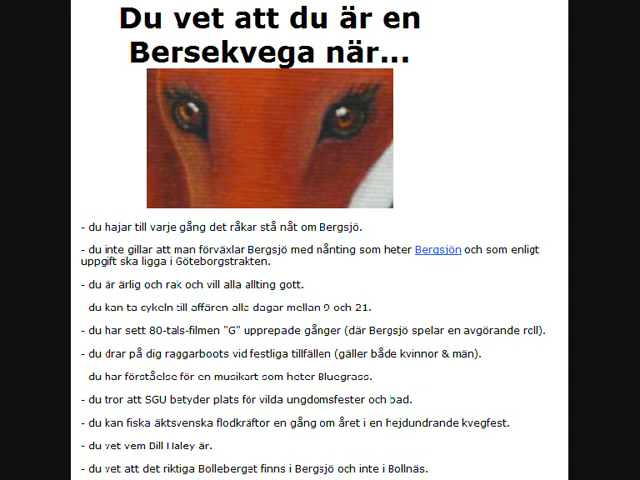 Du vet att du är en
Bersekvega när...
- du hajar till varje gång det råkar stå nåt om Bergsjö.
- du inte gillar att man förväxlar Bergsjö med nånting som heter Bergsjön och som enligt
uppgift ska ligga i Göteborgstrakten.
- du är ärlig och rak och vill alla allting gott.
du kan ta cykeln till affären alla dagar mellan 9 och 21.
- du har sett 80-tals-filmen "G" upprepade gånger (där Bergsjö spelar en avgörande roll).
- du drar på dig raggarboots vid festliga tillfällen (gäller både kvinnor & män).
du har förståelse för en musikart som heter Bluegrass.
- du tror att SGU betyder plats för vilda ungdomsfester och bad.
- du kan fiska äktsvenska flodkräftor en gång om året i en hejdundrande kvegfest.
- du vet vem Bill Haley är.
- du vet att det riktiga Bolleberget finns i Bergsjö och inte i Bollnäs.